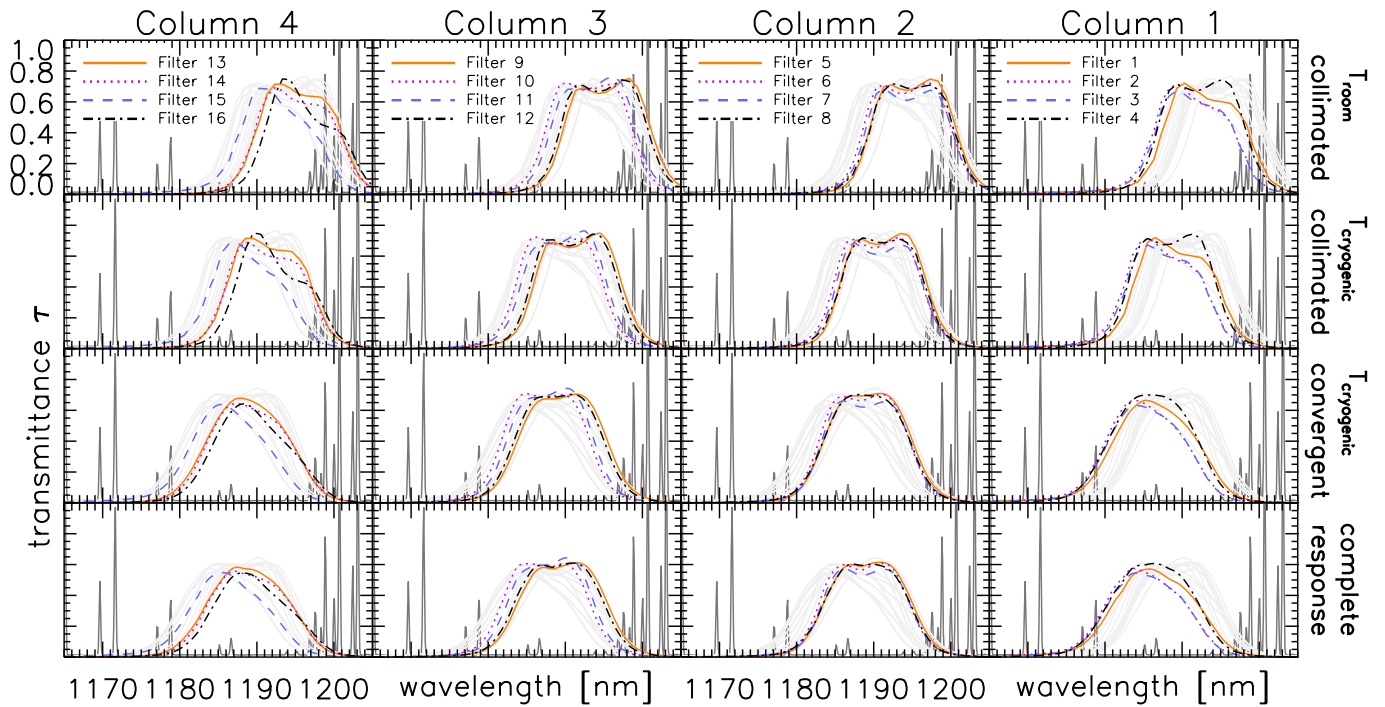 Column 4 Column 3 Column 2 Column 1
1.0
0.8
0.6
0.4
0.2
0.0
Filter 13
Filter 14
Filter 15
Filter 16
Filter 9
Filter 10
Filter 11
Filter 12
Filter 5
Filter 6
Filter 7
Filter 8
Filter 1
Filter 2
Filter 3
Filter 4
T room
collimated
T cryogenic
collimated
T cryogenic
convergent
complete
response
transmittance τ
1170 1180 1190 1200 wavelength [nm] 1170 1180 1190 1200 wavelength [nm]